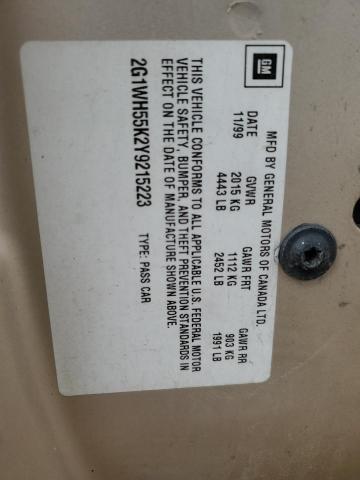 GM
MFD BY GENERAL MOTORS OF CANADA LTD.
DATE GVWR GAWR FRT GAWR RR
11/99 2015 KG 1112 KG 903 KG
4443 LB 2452 LB 1991 LB
THIS VEHICLE CONFORMS TO ALL APPLICABLE U.S. FEDERAL MOTOR
VEHICLE SAFETY, BUMPER, AND THEFT PREVENTION STANDARDS IN
EFFECT ON THE DATE OF MANUFACTURE SHOWN ABOVE.
2G1WH55K2Y9215223 TYPE: PASS CAR